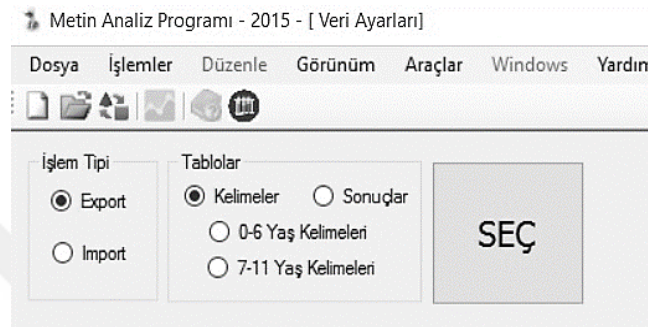 Metin Analiz Programı - 2015 - [ Veri Ayarları]
Dosya İşlemler Düzenle Görünüm Araçlar Windows Yardım
İşlem Tipi Tablolar
Export Kelimeler Sonuçlar
0-6 Yaş Kelimeleri
Import 7-11 Yaş Kelimeleri
SEÇ